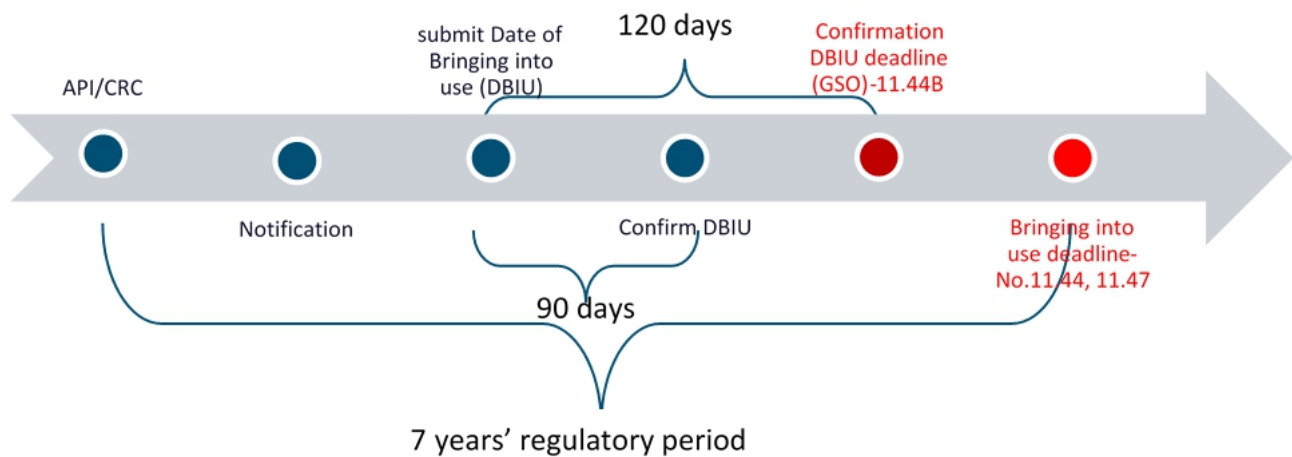 API/CRC
submit Date of
Bringing into
use (DBIU)
120 days
Confirmation
DBIU deadline
(GSO)-11.44B
Notification
Confirm DBIU
Bringing into
use deadline-
No.11.44, 11.47
90 days
7 years’ regulatory period